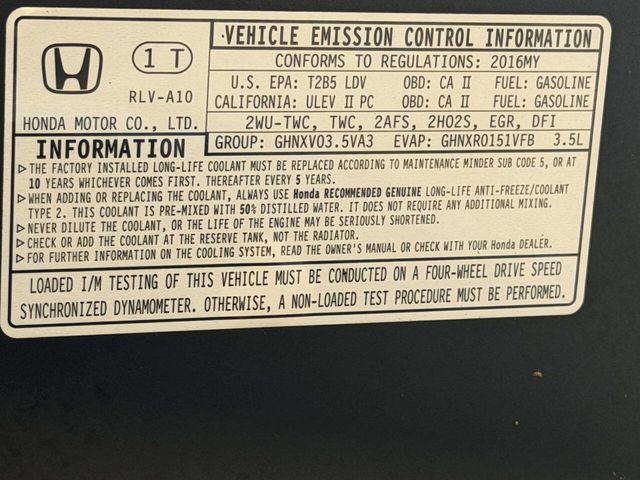 1 T
RLV-A10
HONDA MOTOR CO., LTD.
VEHICLE EMISSION CONTROL INFORMATION
CONFORMS TO REGULATIONS: 2016MY
U.S. EPA: T2B5 LDV OBD: CA II FUEL: GASOLINE
CALIFORNIA: ULEV II PC OBD: CA II FUEL: GASOLINE
2WU-TWC, TWC, 2AFS, 2HO2S, EGR, DFI
GROUP: GHNXV03.5VA3 EVAP: GHNXR0151VFB 3.5L
INFORMATION
▷THE FACTORY INSTALLED LONG-LIFE COOLANT MUST BE REPLACED ACCORDING TO MAINTENANCE MINDER SUB CODE 5, OR AT
10 YEARS WHICHEVER COMES FIRST. THEREAFTER EVERY 5 YEARS.
▷WHEN ADDING OR REPLACING THE COOLANT, ALWAYS USE Honda RECOMMENDED GENUINE LONG-LIFE ANTI-FREEZE/COOLANT
TYPE 2. THIS COOLANT IS PRE-MIXED WITH 50% DISTILLED WATER. IT DOES NOT REQUIRE ANY ADDITIONAL MIXING.
▷NEVER DILUTE THE COOLANT, OR THE LIFE OF THE ENGINE MAY BE SERIOUSLY SHORTENED.
▷CHECK OR ADD THE COOLANT AT THE RESERVE TANK, NOT THE RADIATOR.
▷FOR FURTHER INFORMATION ON THE COOLING SYSTEM, READ THE OWNER'S MANUAL OR CHECK WITH YOUR Honda DEALER.
LOADED I/M TESTING OF THIS VEHICLE MUST BE CONDUCTED ON A FOUR-WHEEL DRIVE SPEED
SYNCHRONIZED DYNAMOMETER. OTHERWISE, A NON-LOADED TEST PROCEDURE MUST BE PERFORMED.